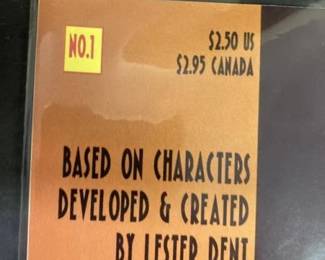 NO.1
$2.50 US
$2.95 CANADA
BASED ON CHARACTERS
DEVELOPED & CREATED
BY LESTER DENT